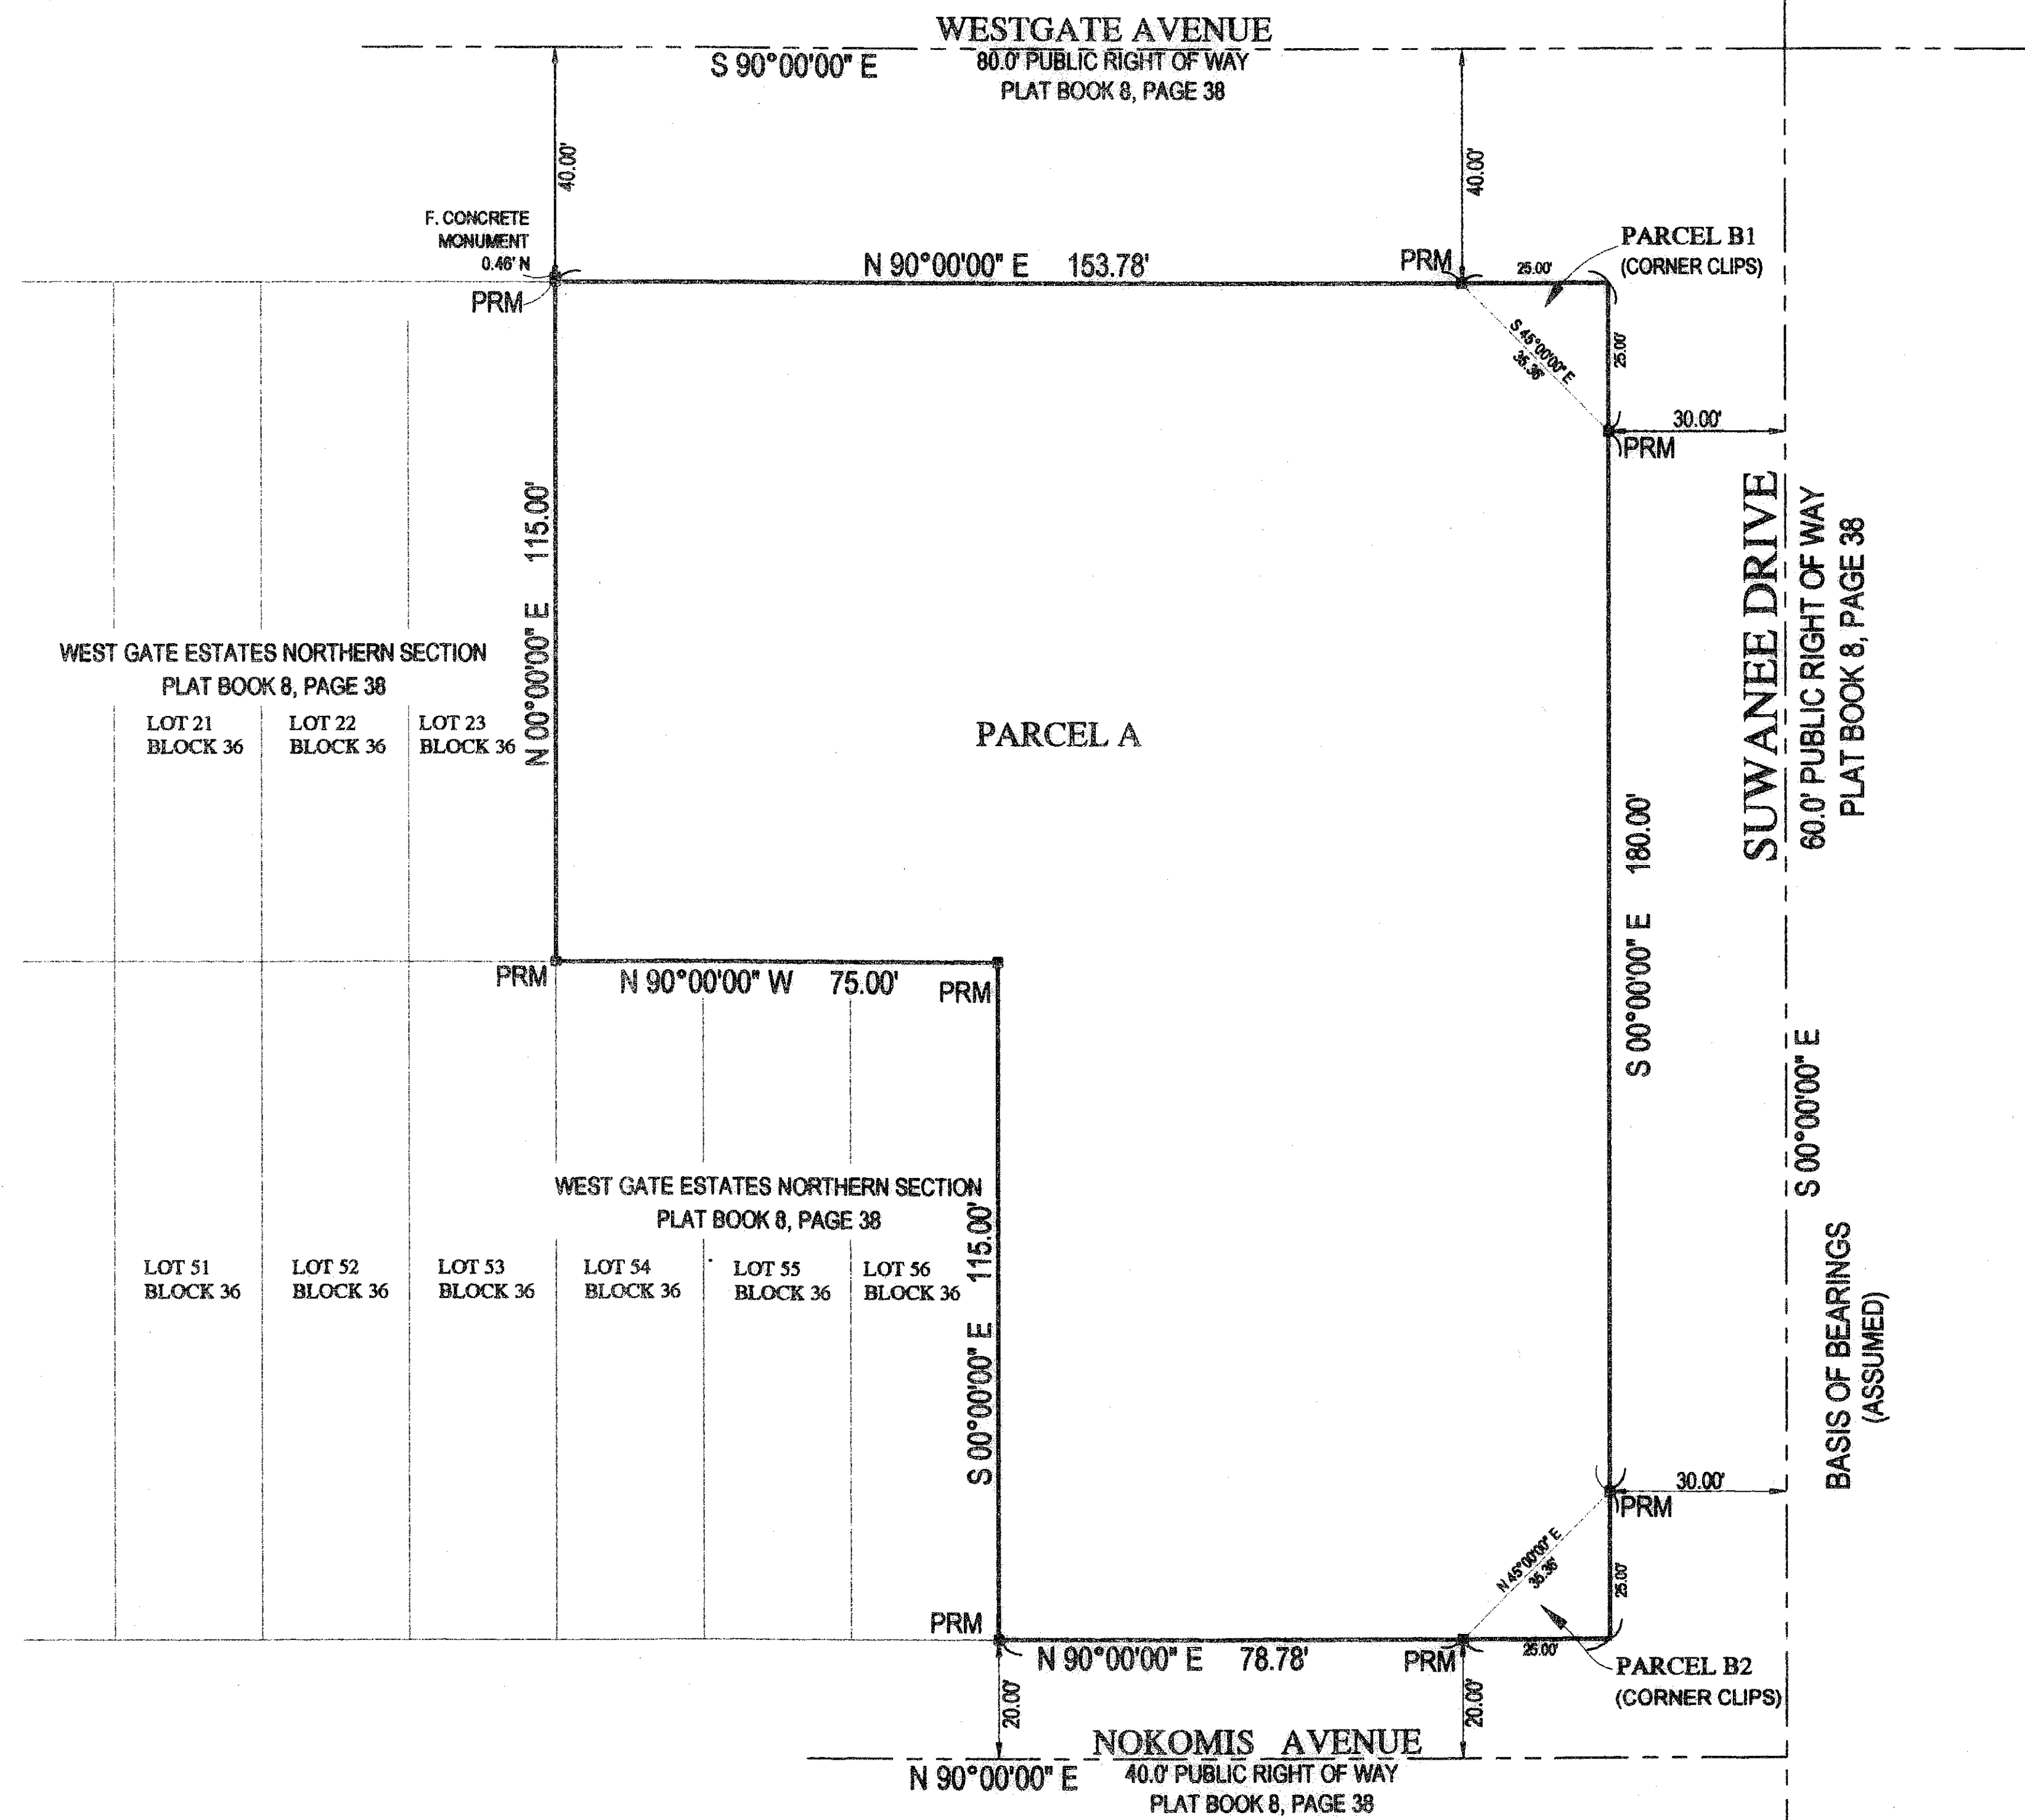 WESTGATE AVENUE
S 90°00'00" E
80.0' PUBLIC RIGHT OF WAY
PLAT BOOK 8, PAGE 38
40.00'
40.00'
F. CONCRETE
MONUMENT
0.46' N
PRM
N 90°00'00" E 153.78'
PRM
25.00'
PARCEL B1
(CORNER CLIPS)
S 45°00'00" E
35.36'
25.00'
30.00'
PRM
N 00°00'00" E 115.00'
WEST GATE ESTATES NORTHERN SECTION
PLAT BOOK 8, PAGE 38
LOT 21
BLOCK 36
LOT 22
BLOCK 36
LOT 23
BLOCK 36
PARCEL A
SUWANEE DRIVE
60.0' PUBLIC RIGHT OF WAY
PLAT BOOK 8, PAGE 38
S 00°00'00" E 180.00'
PRM
N 90°00'00" W 75.00'
PRM
S 00°00'00" E
BASIS OF BEARINGS
(ASSUMED)
WEST GATE ESTATES NORTHERN SECTION
PLAT BOOK 8, PAGE 38
S 00°00'00" E 115.00'
LOT 51
BLOCK 36
LOT 52
BLOCK 36
LOT 53
BLOCK 36
LOT 54
BLOCK 36
LOT 55
BLOCK 36
LOT 56
BLOCK 36
30.00'
PRM
N 45°00'00" E
35.36'
25.00'
PRM
N 90°00'00" E 78.78'
PRM
25.00'
PARCEL B2
(CORNER CLIPS)
20.00'
20.00'
NOKOMIS AVENUE
N 90°00'00" E
40.0' PUBLIC RIGHT OF WAY
PLAT BOOK 8, PAGE 38